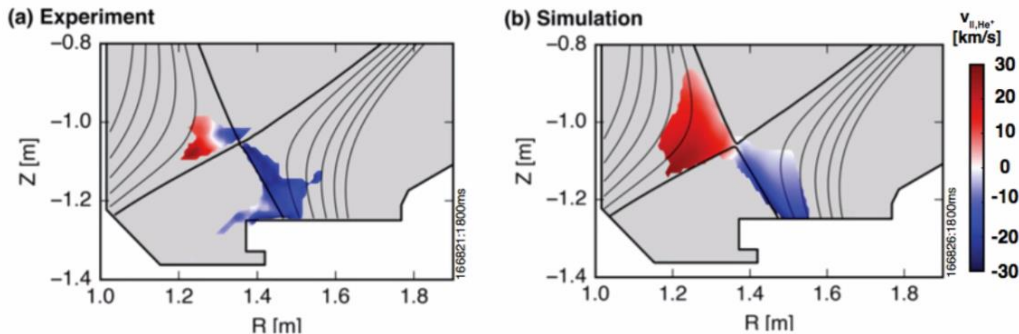 (a) Experiment
(b) Simulation
v_{||,He⁺}
[km/s]
−0.8
−1.0
−1.2
−1.4
Z [m]
1.0 1.2 1.4 1.6 1.8
R [m]
166821:1800ms
−0.8
−1.0
−1.2
−1.4
Z [m]
1.0 1.2 1.4 1.6 1.8
R [m]
166826:1800ms
30
20
10
0
-10
-20
-30